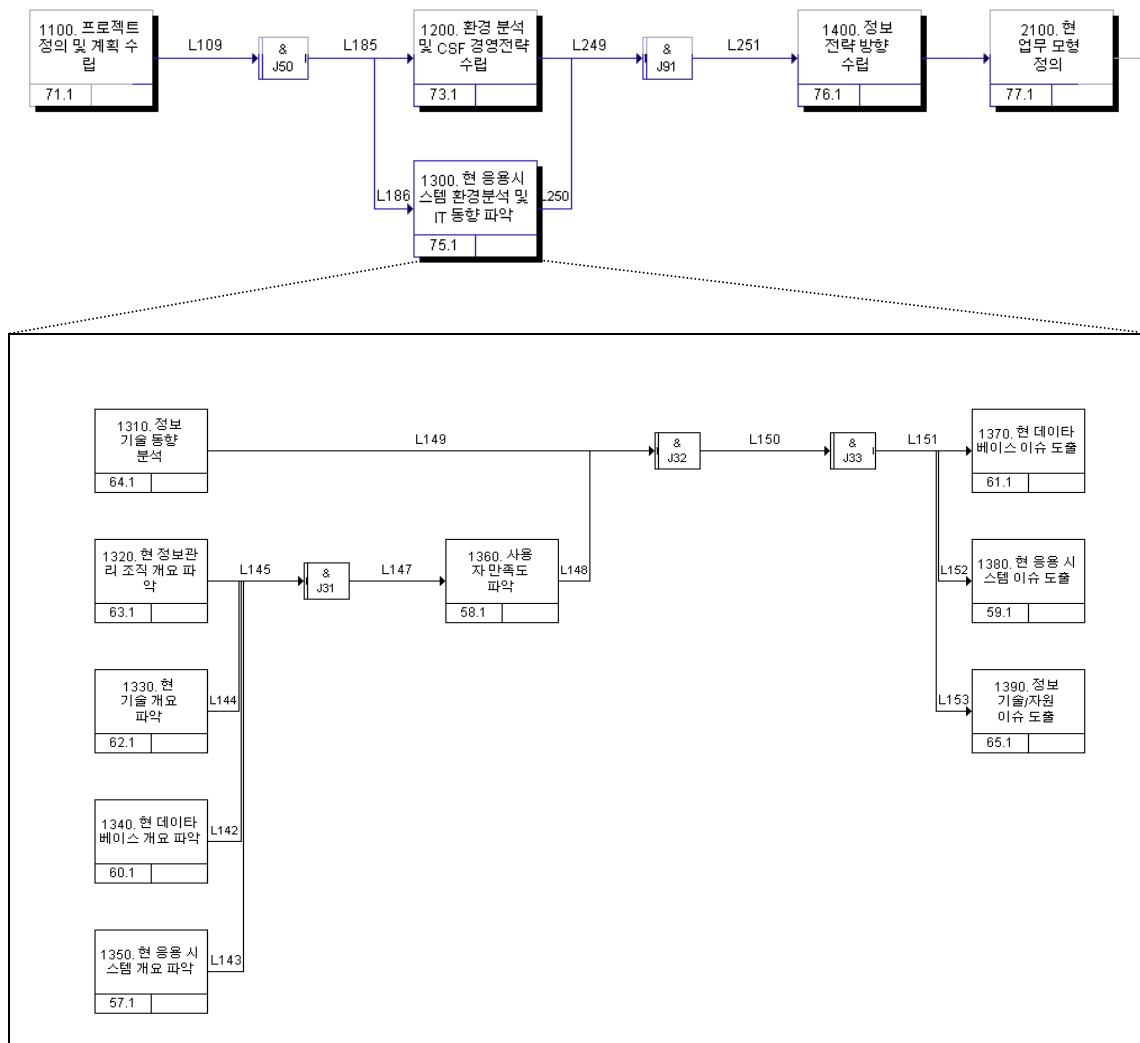 1100. 프로젝트
정의 및 계획 수
립
71.1
L109
&
J50
L185
1200. 환경 분석
및 CSF 경영전략
수립
73.1
L249
&
J91
L251
1400. 정보
전략 방향
수립
76.1
2100. 현
업무 모형
정의
77.1
L186
1300. 현 응용시
스템 환경분석 및
IT 동향 파악
75.1
L250
1310. 정보
기술 동향
분석
64.1
L149
&
J32
L150
&
J33
L151
1370. 현 데이타
베이스 이슈 도출
61.1
1320. 현 정보관
리 조직 개요 파
악
63.1
L145
&
J31
L147
1360. 사용
자 만족도
파악
58.1
L148
L152
1380. 현 응용 시
스템 이슈 도출
59.1
1330. 현
기술 개요
파악
62.1
L144
L153
1390. 정보
기술/자원
이슈 도출
65.1
1340. 현 데이타
베이스 개요 파악
60.1
L142
1350. 현 응용 시
스템 개요 파악
57.1
L143